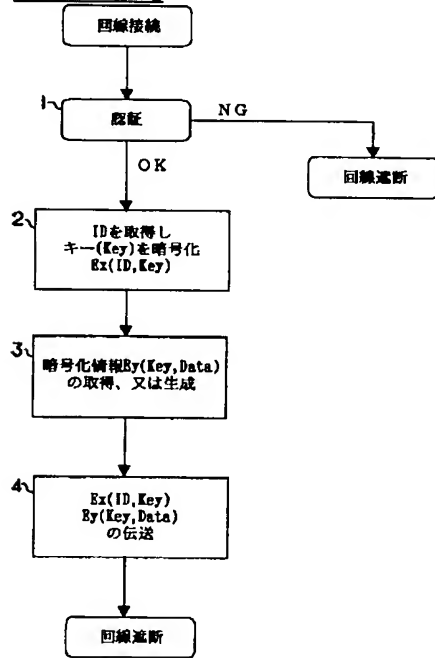 回線接続
1
認証
NG
OK
回線遮断
2
IDを取得し
キー(Key)を暗号化
Ex(ID,Key)
3
暗号化情報Ey(Key,Data)
の取得、又は生成
4
Ex(ID,Key)
Ey(Key,Data)
の伝送
回線遮断